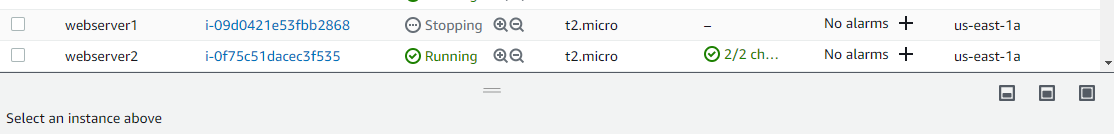 webserver1 i-09d0421e53fbb2868 Stopping t2.micro – No alarms + us-east-1a
webserver2 i-0f75c51dacec3f535 Running t2.micro 2/2 ch... No alarms + us-east-1a
Select an instance above